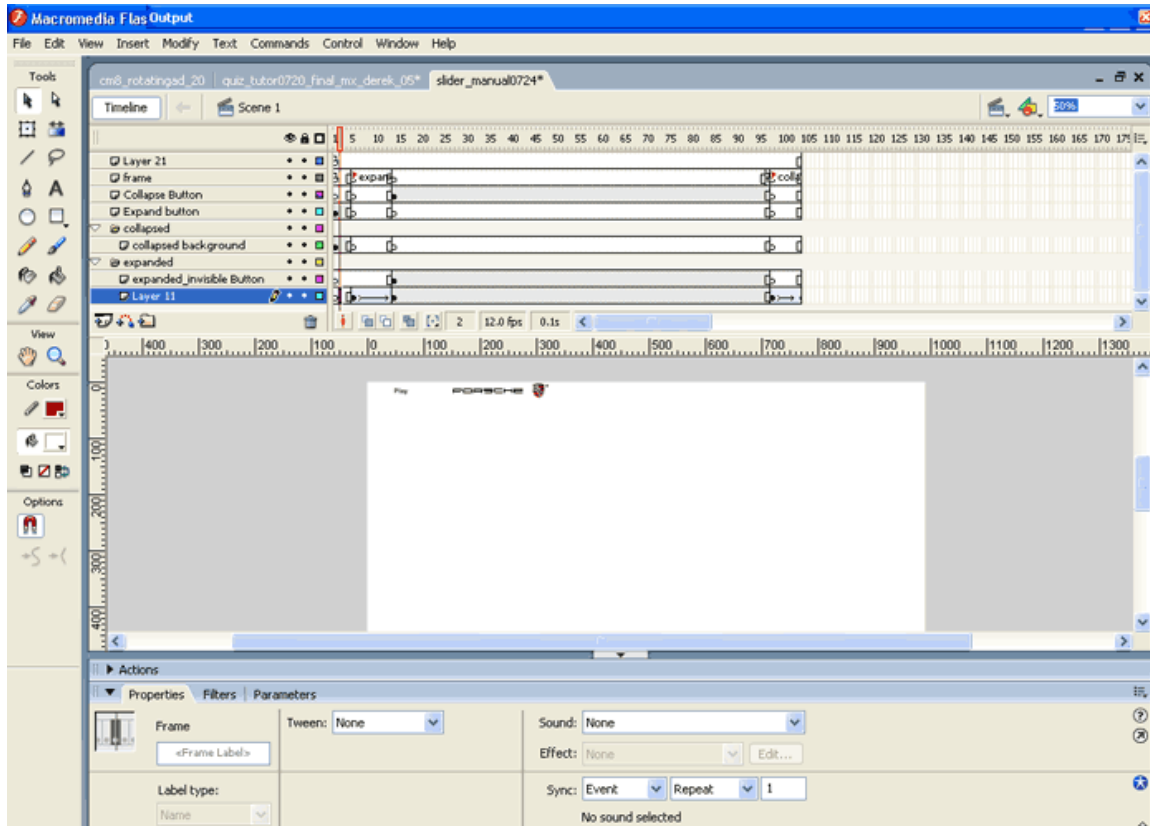 Macromedia Flas Output
File Edit View Insert Modify Text Commands Control Window Help
Tools
cm8_rotatingad_20 quiz_tutor0720_final_mx_derek_05* slider_manual0724*
Timeline Scene 1 50%
1 5 10 15 20 25 30 35 40 45 50 55 60 65 70 75 80 85 90 95 100 105 110 115 120 125 130 135 140 145 150 155 160 165 170 175
Layer 21
frame expan colla
Collapse Button
Expand button
collapsed
collapsed background
expanded
expanded_invisible Button
Layer 11
2 12.0 fps 0.1s
View
400 300 200 100 0 100 200 300 400 500 600 700 800 900 1000 1100 1200 1300
Colors
0 100 200 300 400
Play PORSCHE
Options
Actions
Properties Filters Parameters
Frame Tween: None Sound: None
<Frame Label> Effect: None Edit...
Label type: Sync: Event Repeat 1
Name No sound selected